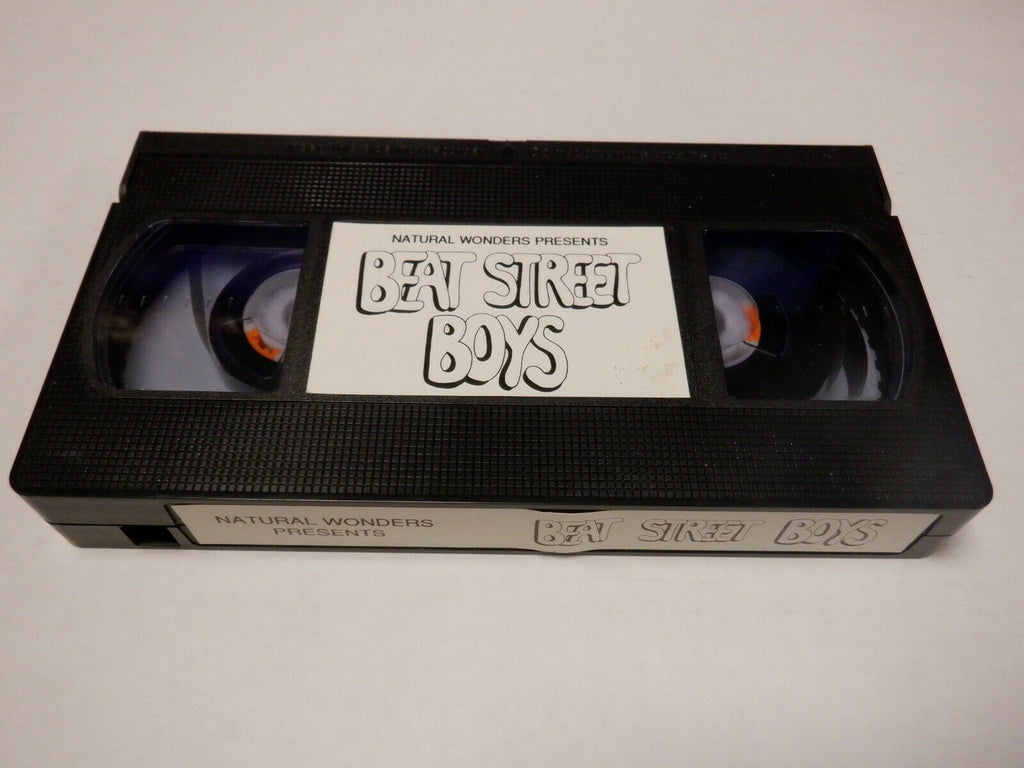 NATURAL WONDERS PRESENTS
BEAT STREET
BOYS
NATURAL WONDERS
PRESENTS
BEAT STREET BOYS